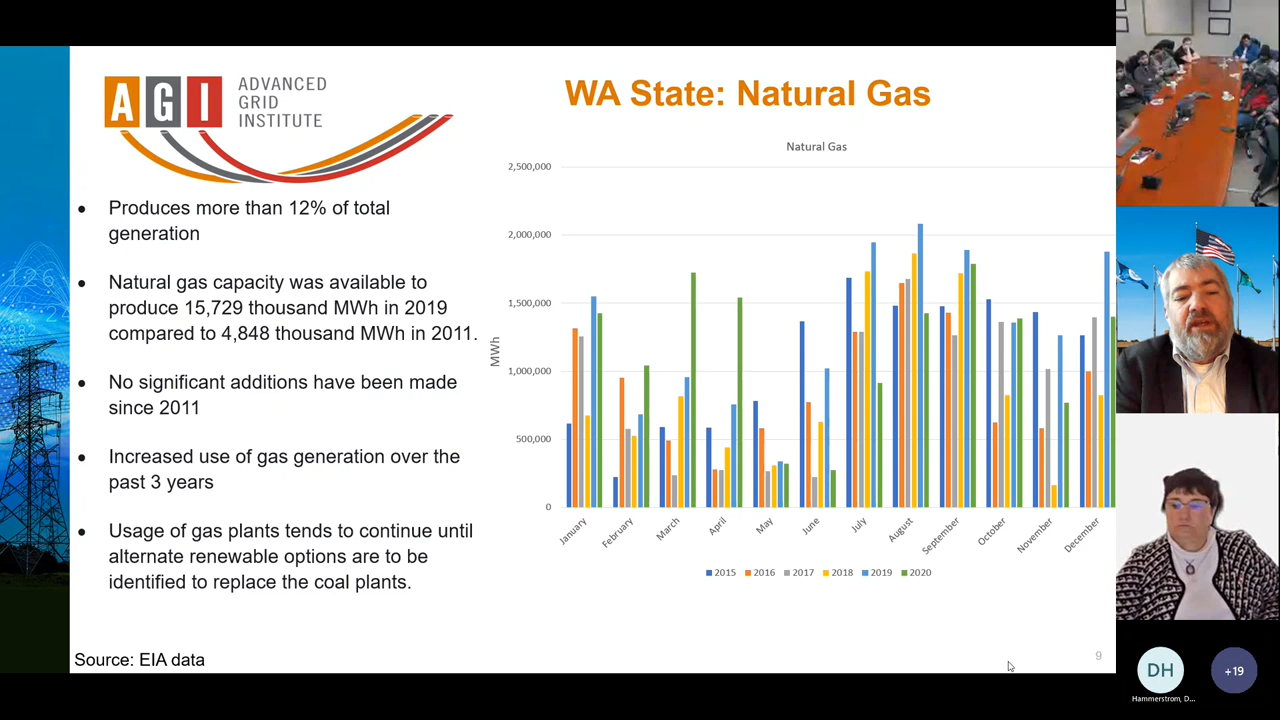 AGI
ADVANCED
GRID
INSTITUTE
WA State: Natural Gas
• Produces more than 12% of total
generation
• Natural gas capacity was available to
produce 15,729 thousand MWh in 2019
compared to 4,848 thousand MWh in 2011.
• No significant additions have been made
since 2011
• Increased use of gas generation over the
past 3 years
• Usage of gas plants tends to continue until
alternate renewable options are to be
identified to replace the coal plants.
Source: EIA data
Natural Gas
2,500,000
2,000,000
1,500,000
1,000,000
500,000
0
MWh
January
February
March
April
May
June
July
August
September
October
November
December
2015 2016 2017 2018 2019 2020
9
DH
Hammerstrom, D...
+19